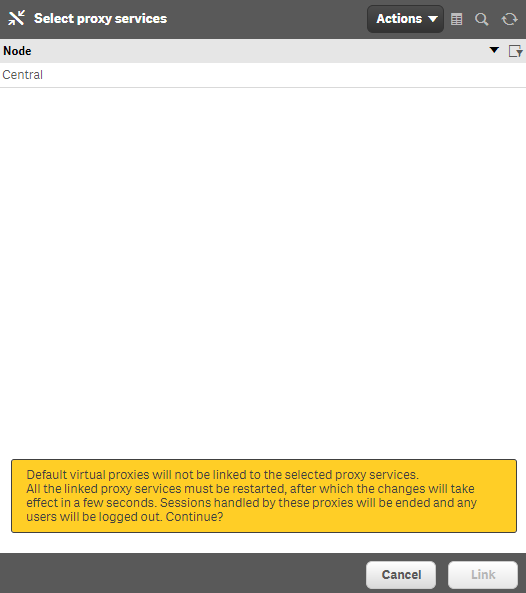 Select proxy services
Actions
Node
Central
Default virtual proxies will not be linked to the selected proxy services.
All the linked proxy services must be restarted, after which the changes will take
effect in a few seconds. Sessions handled by these proxies will be ended and any
users will be logged out. Continue?
Cancel
Link